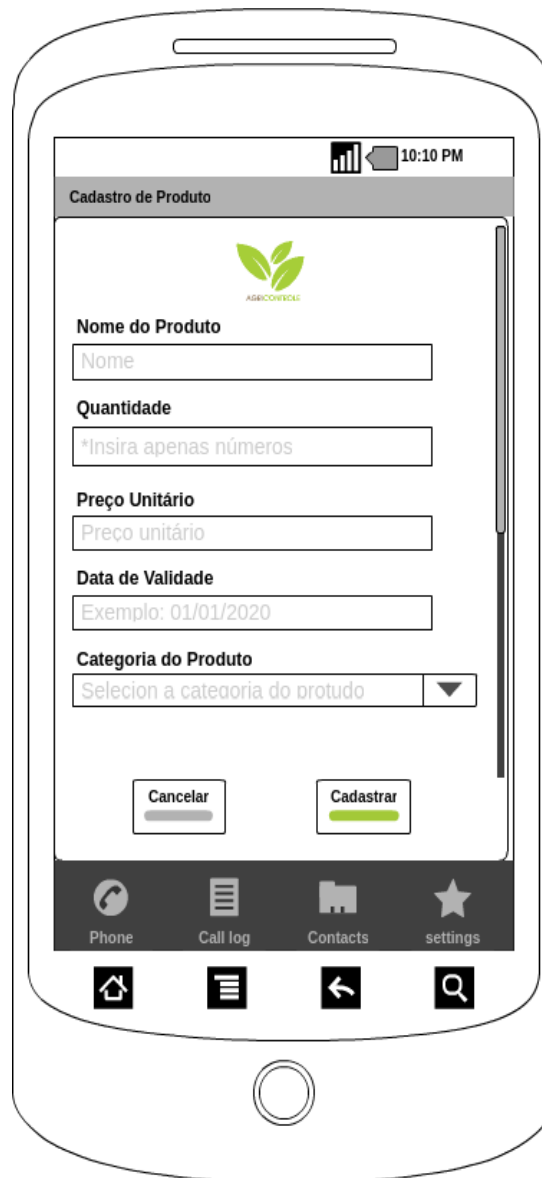 10:10 PM
Cadastro de Produto
AGRICONTROLE
Nome do Produto
Nome
Quantidade
*Insira apenas números
Preço Unitário
Preço unitário
Data de Validade
Exemplo: 01/01/2020
Categoria do Produto
Selecion a categoria do protudo
Cancelar
Cadastrar
Phone
Call log
Contacts
settings